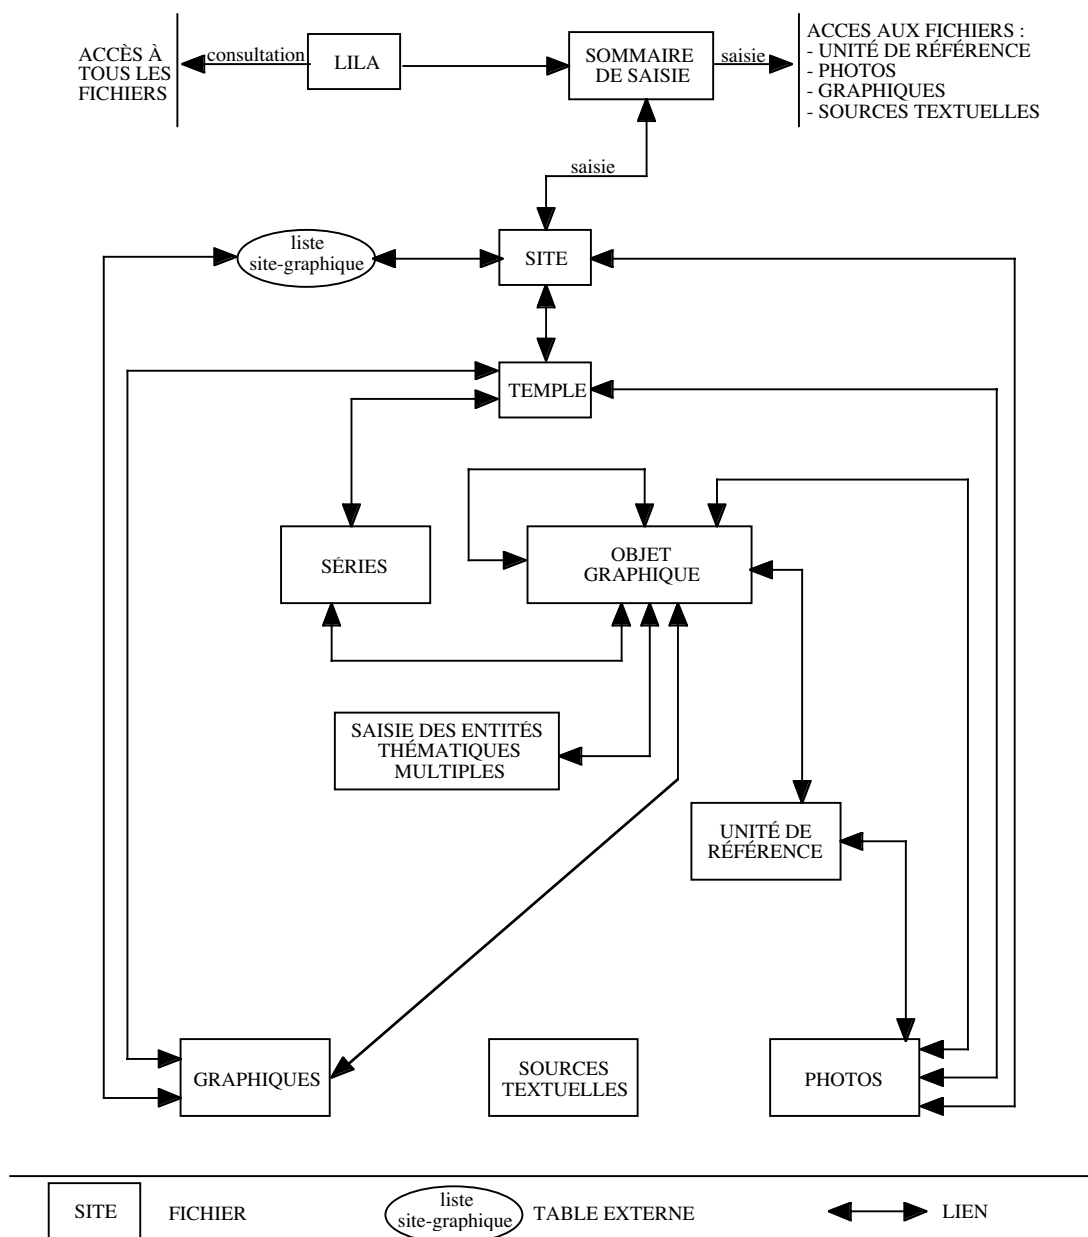 ACCÈS À
TOUS LES
FICHIERS
consultation
LILA
SOMMAIRE
DE SAISIE
saisie
ACCES AUX FICHIERS :
- UNITÉ DE RÉFÉRENCE
- PHOTOS
- GRAPHIQUES
- SOURCES TEXTUELLES
saisie
liste
site-graphique
SITE
TEMPLE
SÉRIES
OBJET
GRAPHIQUE
SAISIE DES ENTITÉS
THÉMATIQUES
MULTIPLES
UNITÉ DE
RÉFÉRENCE
GRAPHIQUES
SOURCES
TEXTUELLES
PHOTOS
SITE
FICHIER
liste
site-graphique
TABLE EXTERNE
LIEN